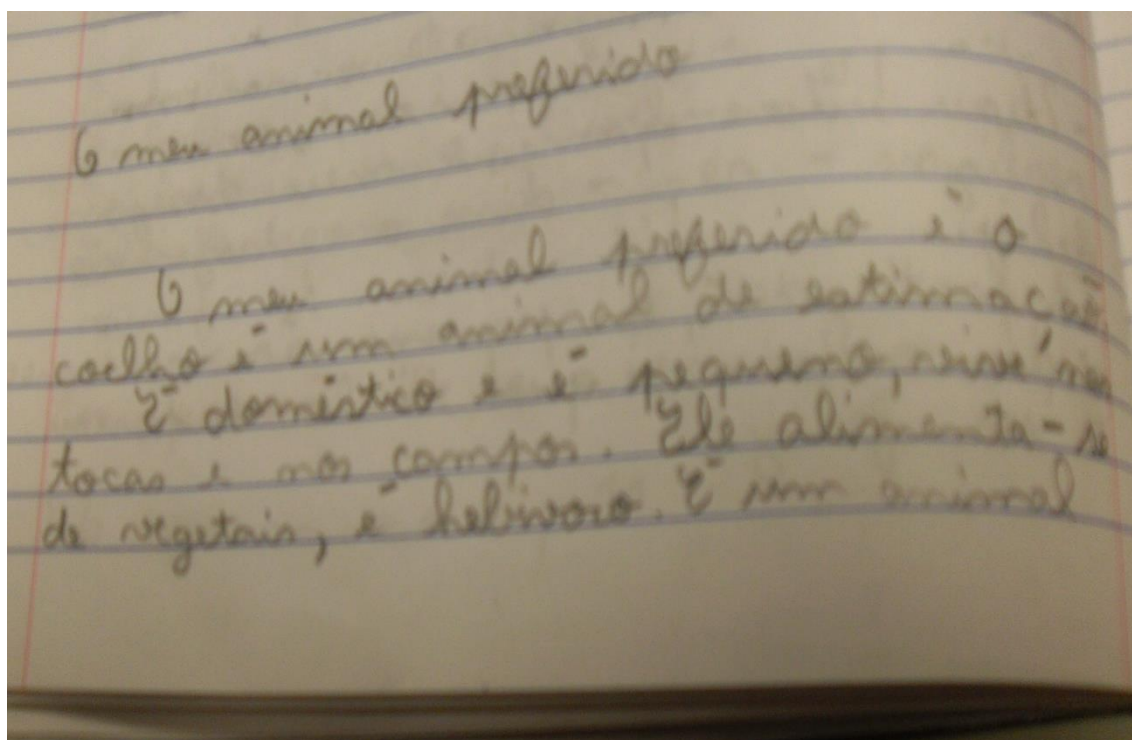 O meu animal preferido
O meu animal preferido é o
coelho é um animal de estimação
É doméstico e é pequeno, vive nas
tocas e nos campos. Ele alimenta-se
de vegetais, é helivoro. É um animal